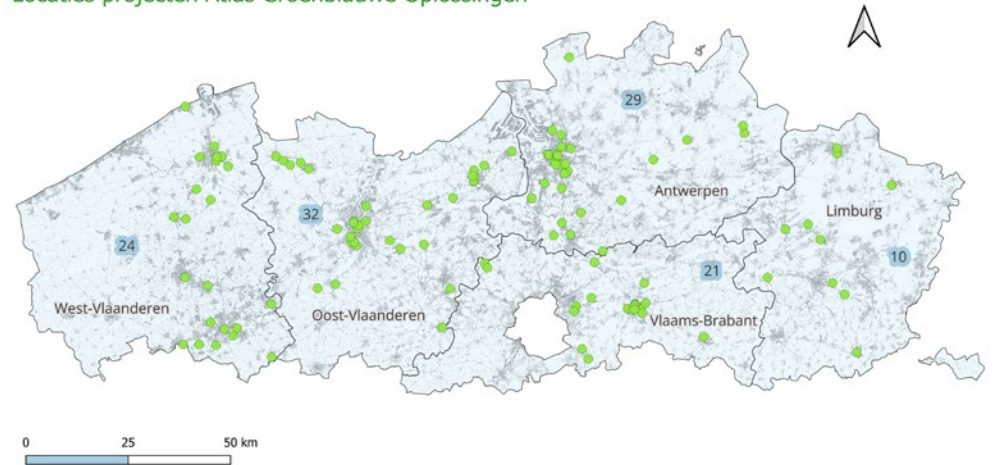 Locaties projecten Atlas Groenblauwe Oplossingen
29
Antwerpen
Limburg
32
24
10
21
West-Vlaanderen
Oost-Vlaanderen
Vlaams-Brabant
0 25 50 km